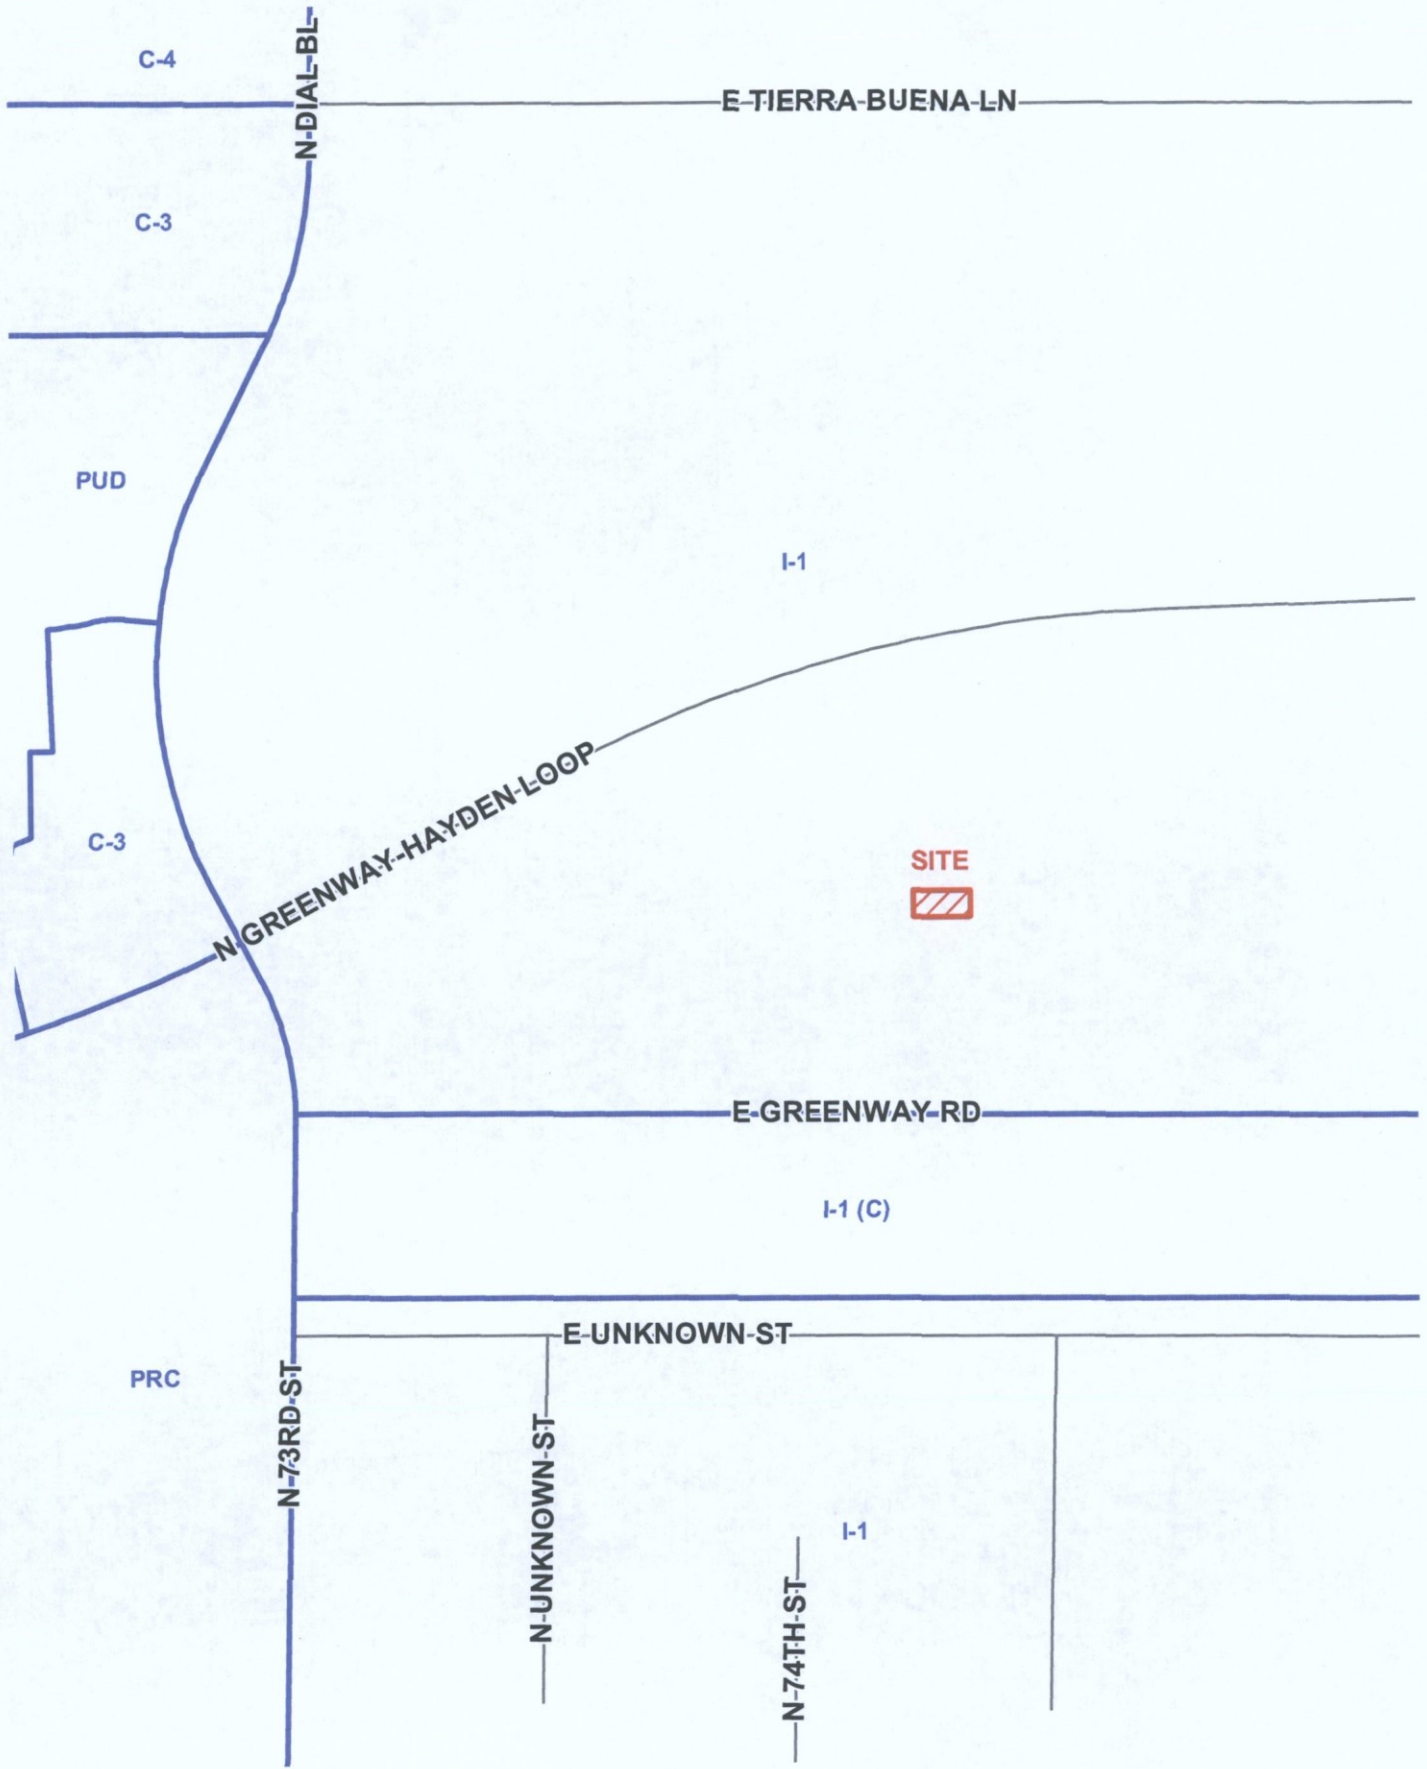 C-4
N DIAL BL
E TIERRA BUENA LN
C-3
PUD
I-1
N GREENWAY-HAYDEN LOOP
C-3
SITE
E GREENWAY RD
I-1 (C)
E UNKNOWN ST
PRC
N 73RD ST
N UNKNOWN ST
I-1
N 74TH ST